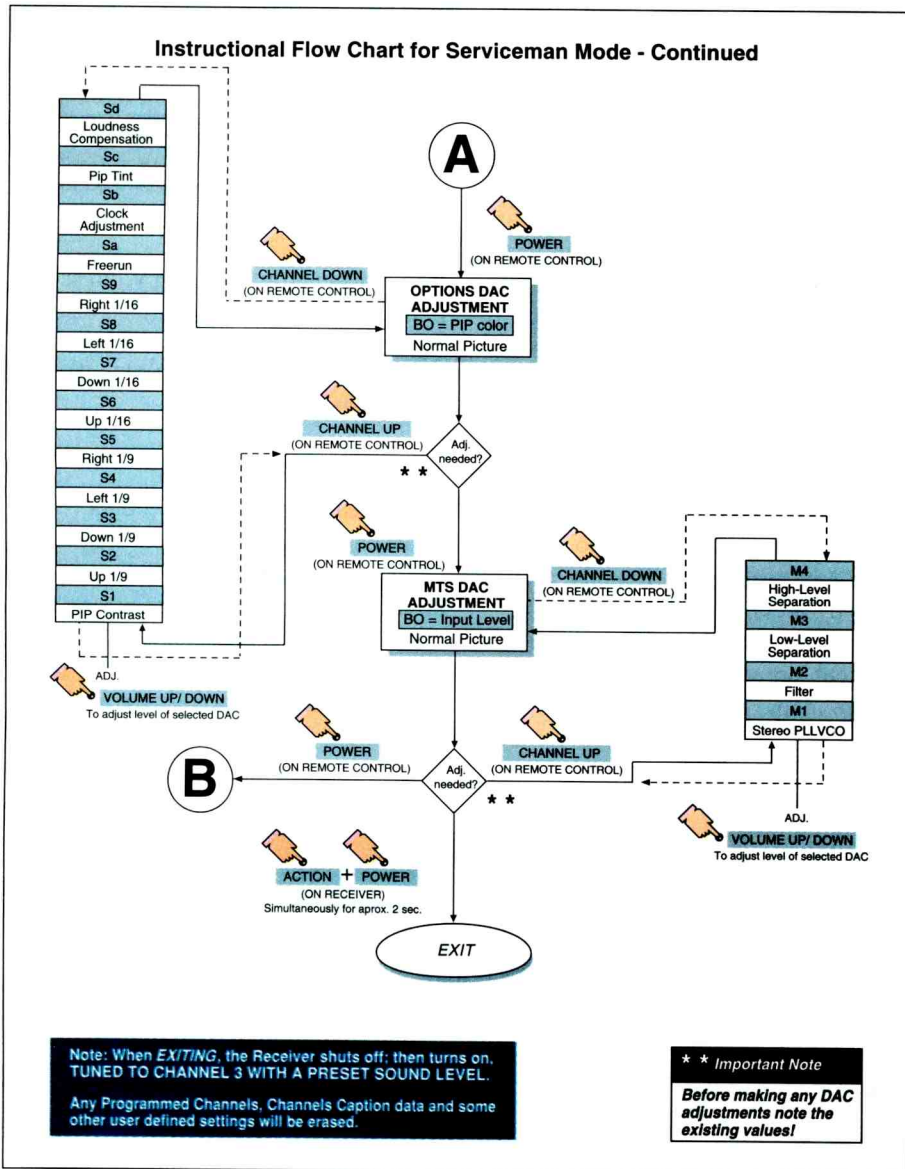 Instructional Flow Chart for Serviceman Mode - Continued
Sd
Loudness
Compensation
Sc
Pip Tint
Sb
Clock
Adjustment
Sa
Freerun
S9
Right 1/16
S8
Left 1/16
S7
Down 1/16
S6
Up 1/16
S5
Right 1/9
S4
Left 1/9
S3
Down 1/9
S2
Up 1/9
S1
PIP Contrast
ADJ.
VOLUME UP/ DOWN
To adjust level of selected DAC
A
POWER
(ON REMOTE CONTROL)
CHANNEL DOWN
(ON REMOTE CONTROL)
OPTIONS DAC
ADJUSTMENT
BO = PIP color
Normal Picture
CHANNEL UP
(ON REMOTE CONTROL)
Adj.
needed?
* *
POWER
(ON REMOTE CONTROL)
CHANNEL DOWN
(ON REMOTE CONTROL)
MTS DAC
ADJUSTMENT
BO = Input Level
Normal Picture
M4
High-Level
Separation
M3
Low-Level
Separation
M2
Filter
M1
Stereo PLLVCO
ADJ.
VOLUME UP/ DOWN
To adjust level of selected DAC
B
POWER
(ON REMOTE CONTROL)
Adj.
needed?
CHANNEL UP
(ON REMOTE CONTROL)
* *
ACTION + POWER
(ON RECEIVER)
Simultaneously for aprox. 2 sec.
EXIT
Note: When EXITING, the Receiver shuts off; then turns on,
TUNED TO CHANNEL 3 WITH A PRESET SOUND LEVEL.
Any Programmed Channels, Channels Caption data and some
other user defined settings will be erased.
* * Important Note
Before making any DAC
adjustments note the
existing values!